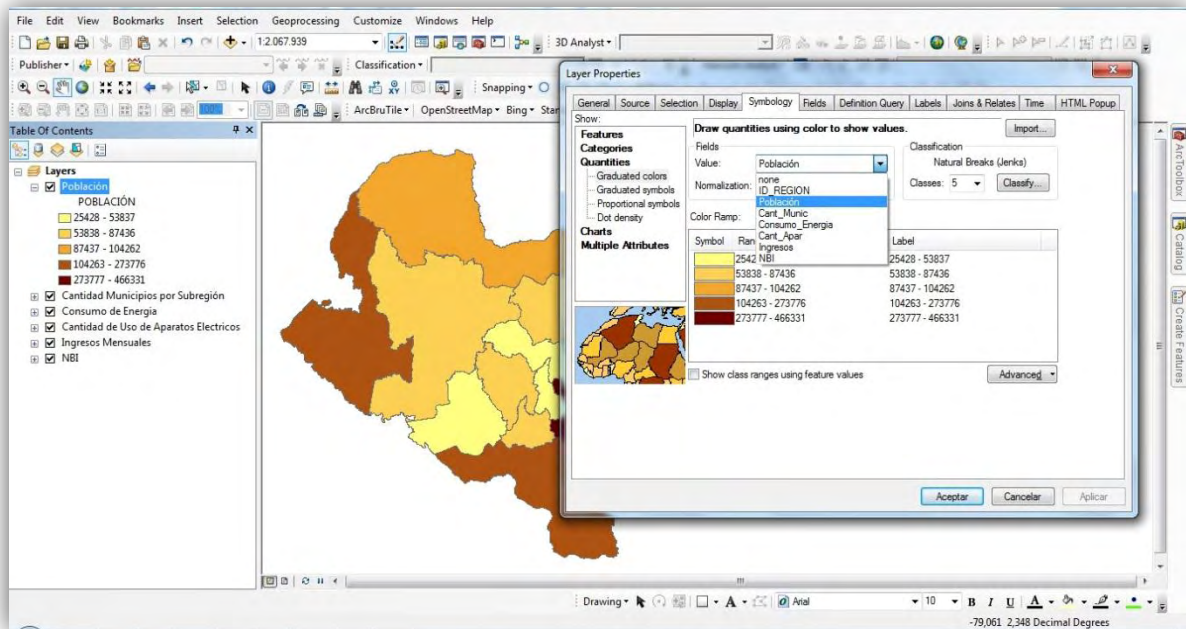 File Edit View Bookmarks Insert Selection Geoprocessing Customize Windows Help
1:2.067.939
3D Analyst
Publisher
Classification
Snapping
100%
ArcBruTile OpenStreetMap Bing
Table Of Contents
Layers
Población
POBLACIÓN
25428 - 53837
53838 - 87436
87437 - 104262
104263 - 273776
273777 - 466331
Cantidad Municipios por Subregión
Consumo de Energia
Cantidad de Uso de Aparatos Electricos
Ingresos Mensuales
NBI
Layer Properties
General Source Selection Display Symbology Fields Definition Query Labels Joins & Relates Time HTML Popup
Show:
Features
Categories
Quantities
Graduated colors
Graduated symbols
Proportional symbols
Dot density
Charts
Multiple Attributes
Draw quantities using color to show values.
Import...
Fields
Value: Población
Normalization:
none
ID_REGION
Población
Cant_Munic
Consumo_Energia
Cant_Apar
Ingresos
NBI
Classification
Natural Breaks (Jenks)
Classes: 5 Classify...
Color Ramp:
Symbol Ran Label
2542 25428 - 53837
53838 - 87436 53838 - 87436
87437 - 104262 87437 - 104262
104263 - 273776 104263 - 273776
273777 - 466331 273777 - 466331
Show class ranges using feature values
Advanced
Aceptar Cancelar Aplicar
ArcToolbox
Catalog
Create Features
Drawing A Arial 10 B I U A
-79,061 2,348 Decimal Degrees